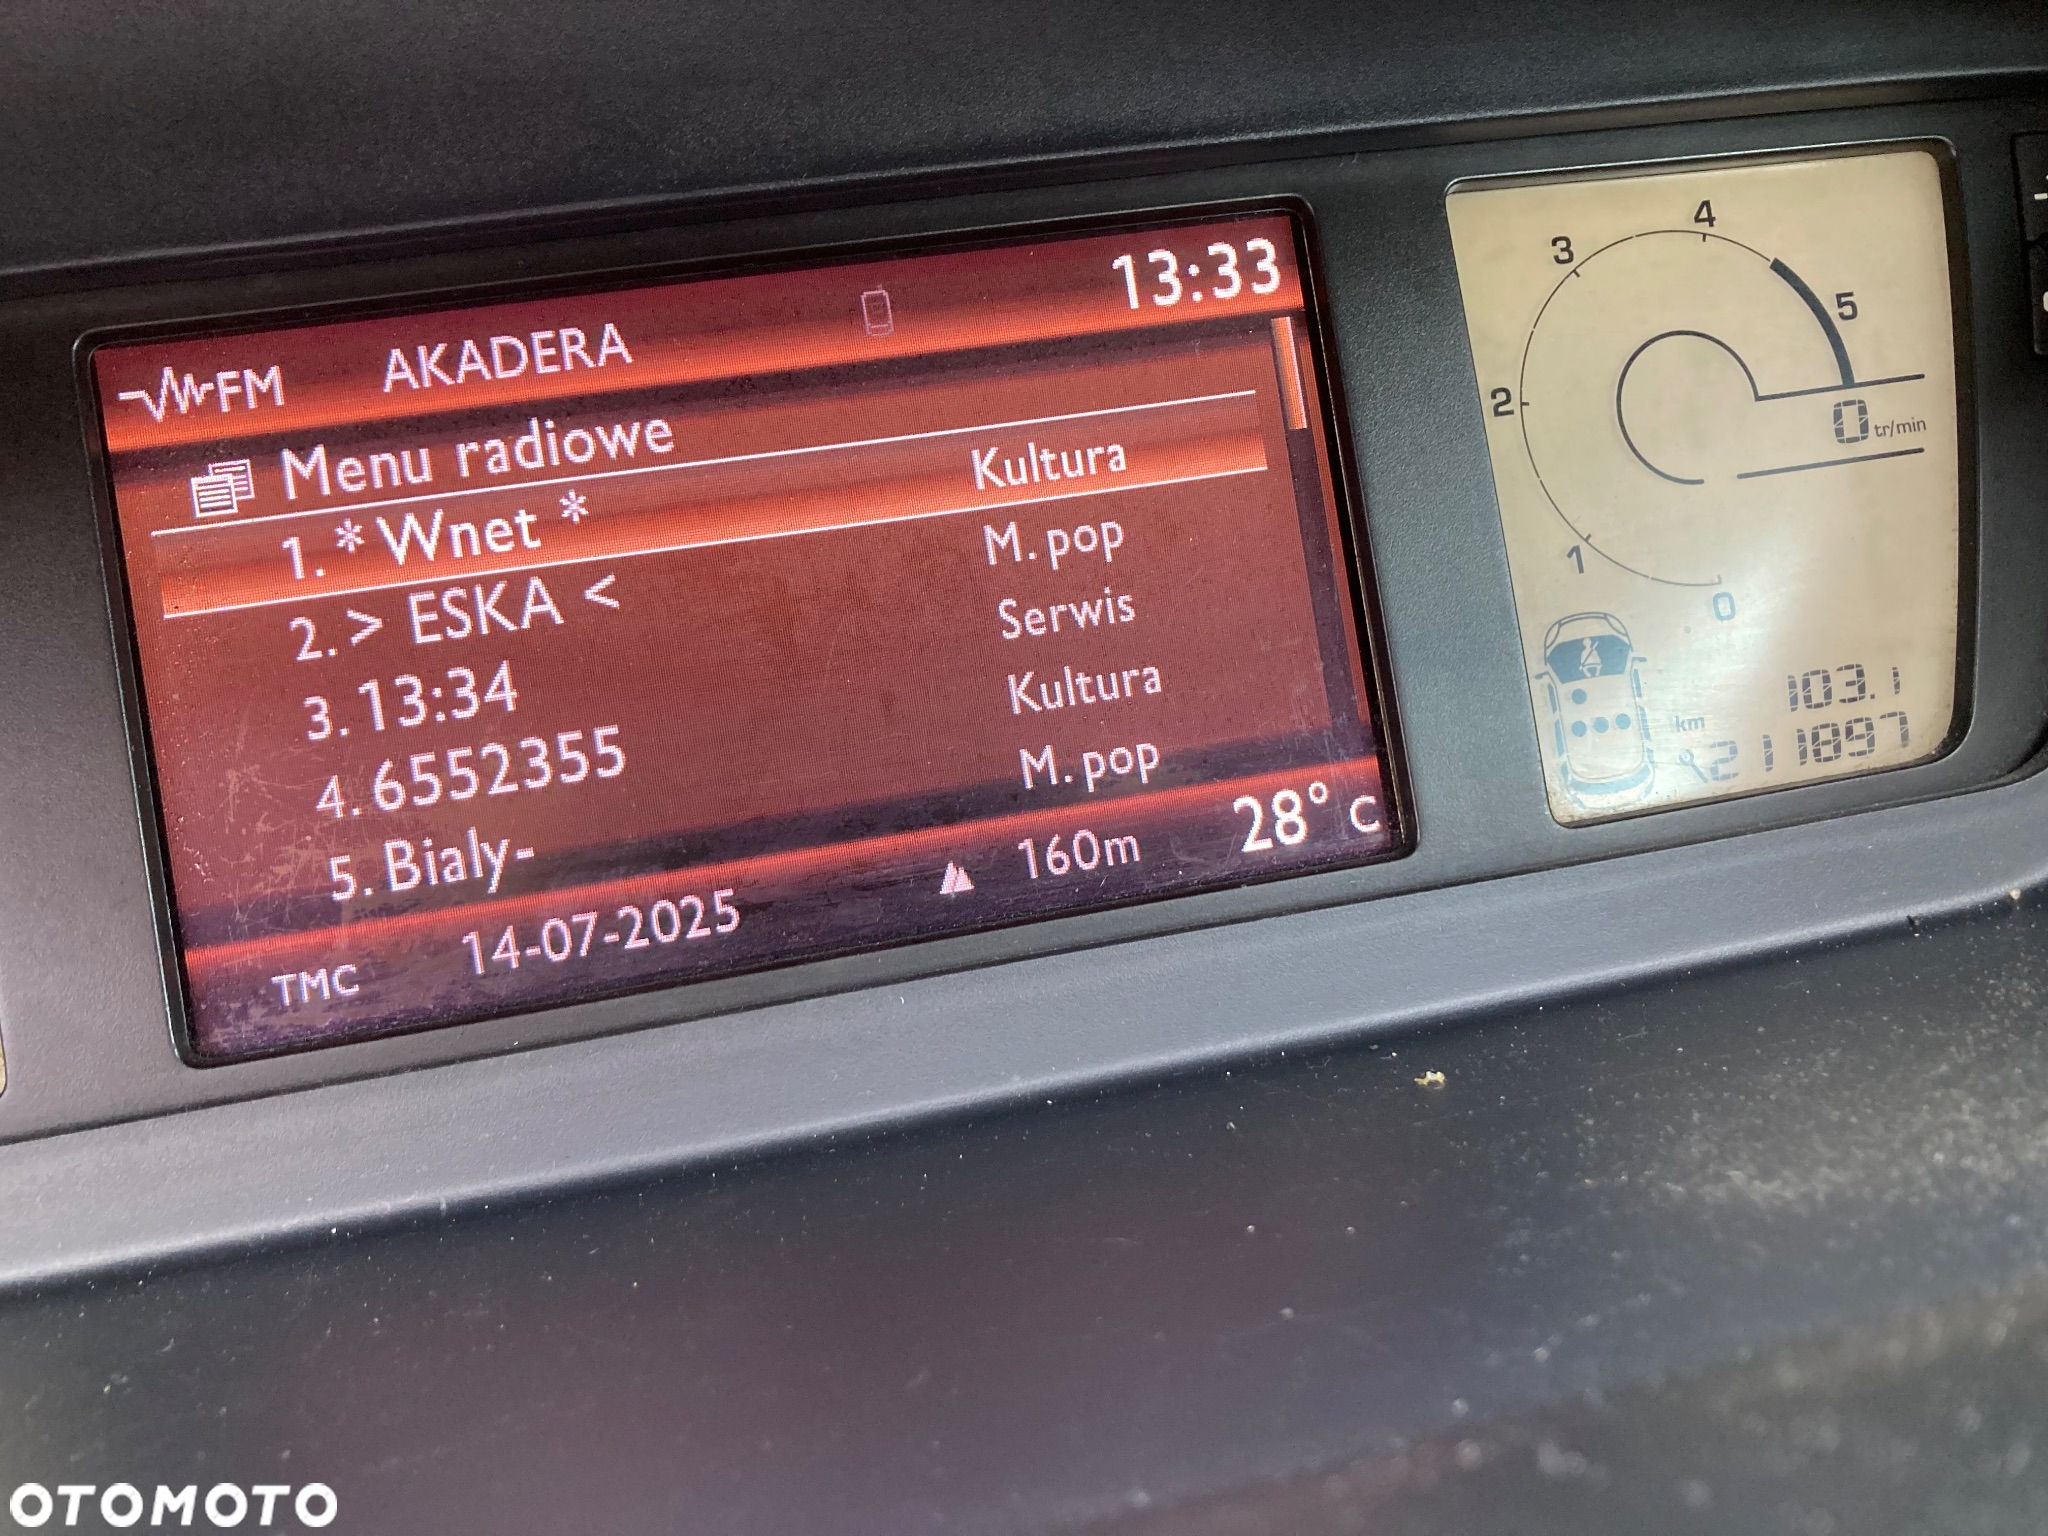 FM AKADERA 13:33
Menu radiowe
1. * Wnet * Kultura
2. > ESKA < M. pop
3. 13:34 Serwis
4. 6552355 Kultura
5. Bialy- M. pop
TMC 14-07-2025 160m 28° C
4
3
5
2
0 tr/min
1
0
103.1
km
211897
OTOMOTO